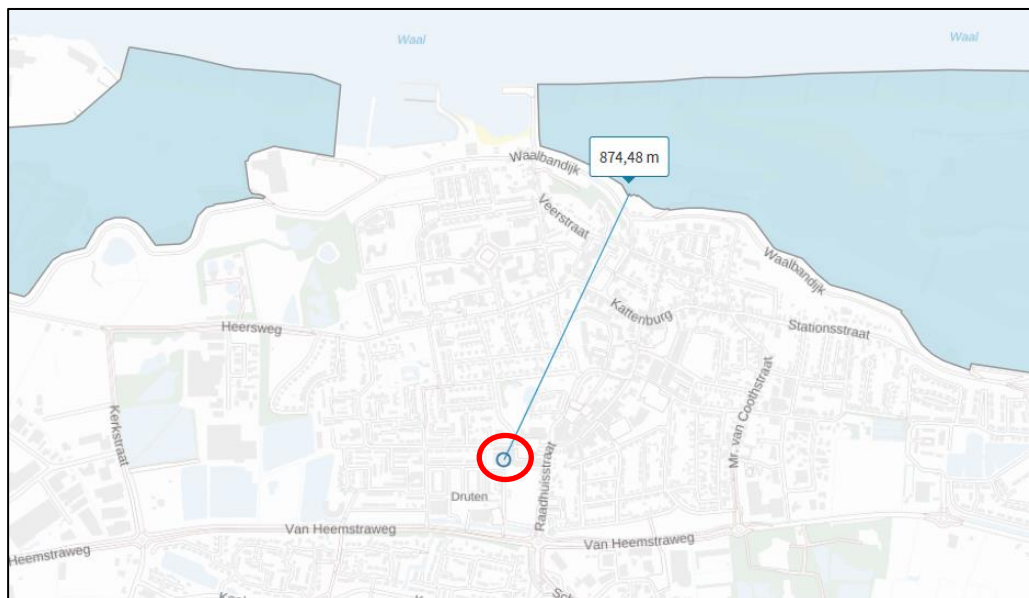 Waal
Waal
874,48 m
Waalbandijk
Veerstraat
Waalbandijk
Kattenburg
Heersweg
Stationsstraat
Kerkstraat
Mr. van Coothstraat
Raadhuisstraat
Druten
Van Heemstraweg
Van Heemstraweg
Heemstraweg